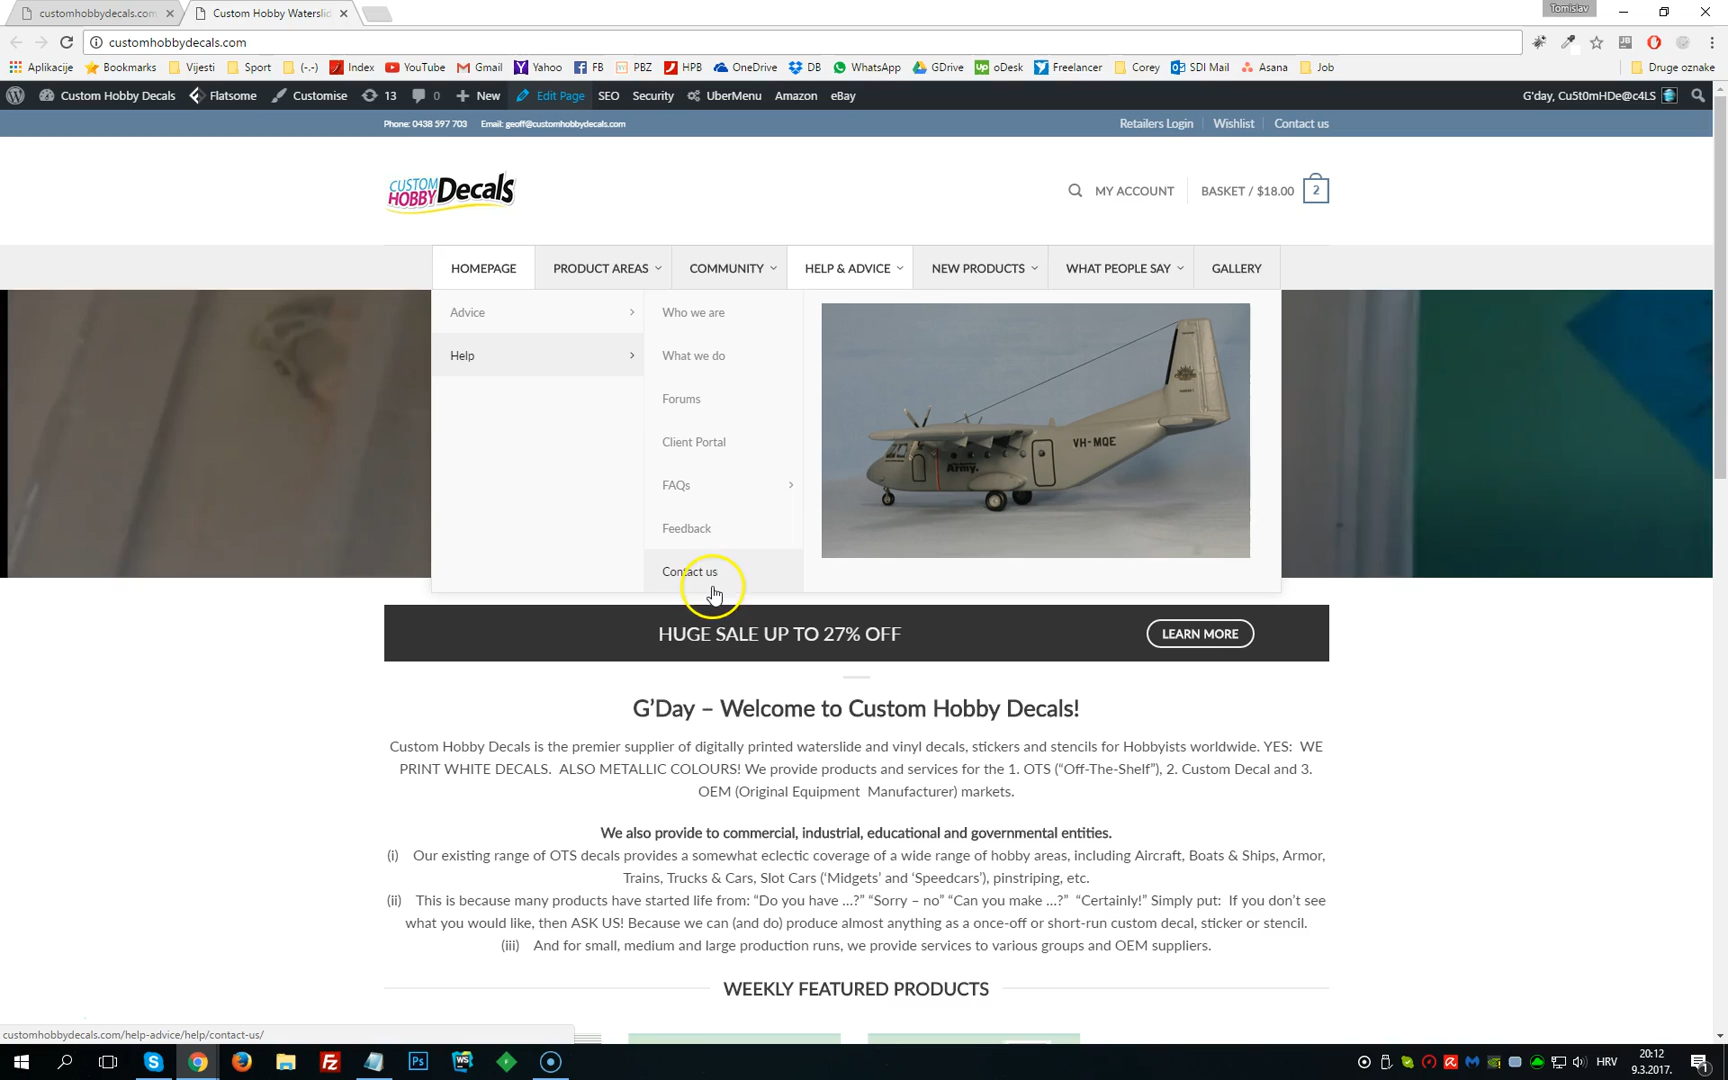 customhobbydecals.com
Custom Hobby Waterslid
Tomislav
customhobbydecals.com
Aplikacije Bookmarks Vijesti Sport (-.-) Index YouTube Gmail Yahoo FB PBZ HPB OneDrive DB WhatsApp GDrive oDesk Freelancer Corey SDI Mail Asana Job Druge oznake
Custom Hobby Decals Flatsome Customise 13 0 New Edit Page SEO Security UberMenu Amazon eBay G'day, Cu5t0mHDe@c4LS
Phone: 0438 597 703 Email: geoff@customhobbydecals.com Retailers Login Wishlist Contact us
CUSTOM HOBBY Decals
MY ACCOUNT BASKET / $18.00 2
HOMEPAGE PRODUCT AREAS COMMUNITY HELP & ADVICE NEW PRODUCTS WHAT PEOPLE SAY GALLERY
Advice
Help
Who we are
What we do
Forums
Client Portal
FAQs
Feedback
Contact us
VH-MQE
Army.
HUGE SALE UP TO 27% OFF LEARN MORE
G'Day – Welcome to Custom Hobby Decals!
Custom Hobby Decals is the premier supplier of digitally printed waterslide and vinyl decals, stickers and stencils for Hobbyists worldwide. YES: WE
PRINT WHITE DECALS. ALSO METALLIC COLOURS! We provide products and services for the 1. OTS ("Off-The-Shelf"), 2. Custom Decal and 3.
OEM (Original Equipment Manufacturer) markets.
We also provide to commercial, industrial, educational and governmental entities.
(i) Our existing range of OTS decals provides a somewhat eclectic coverage of a wide range of hobby areas, including Aircraft, Boats & Ships, Armor,
Trains, Trucks & Cars, Slot Cars ('Midgets' and 'Speedcars'), pinstriping, etc.
(ii) This is because many products have started life from: "Do you have ...?" "Sorry – no" "Can you make ...?" "Certainly!" Simply put: If you don't see
what you would like, then ASK US! Because we can (and do) produce almost anything as a once-off or short-run custom decal, sticker or stencil.
(iii) And for small, medium and large production runs, we provide services to various groups and OEM suppliers.
WEEKLY FEATURED PRODUCTS
customhobbydecals.com/help-advice/help/contact-us/
HRV
20:12
9.3.2017.
1